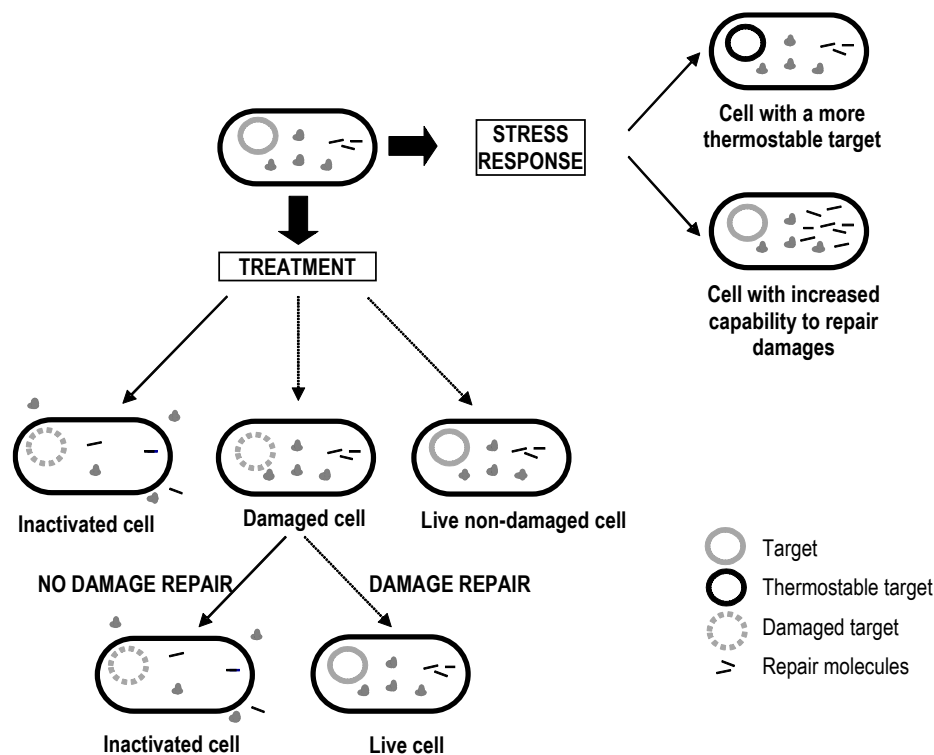 Cell with a more
thermostable target
STRESS
RESPONSE
Cell with increased
capability to repair
damages
TREATMENT
Inactivated cell
Damaged cell
Live non-damaged cell
NO DAMAGE REPAIR
DAMAGE REPAIR
Inactivated cell
Live cell
Target
Thermostable target
Damaged target
Repair molecules